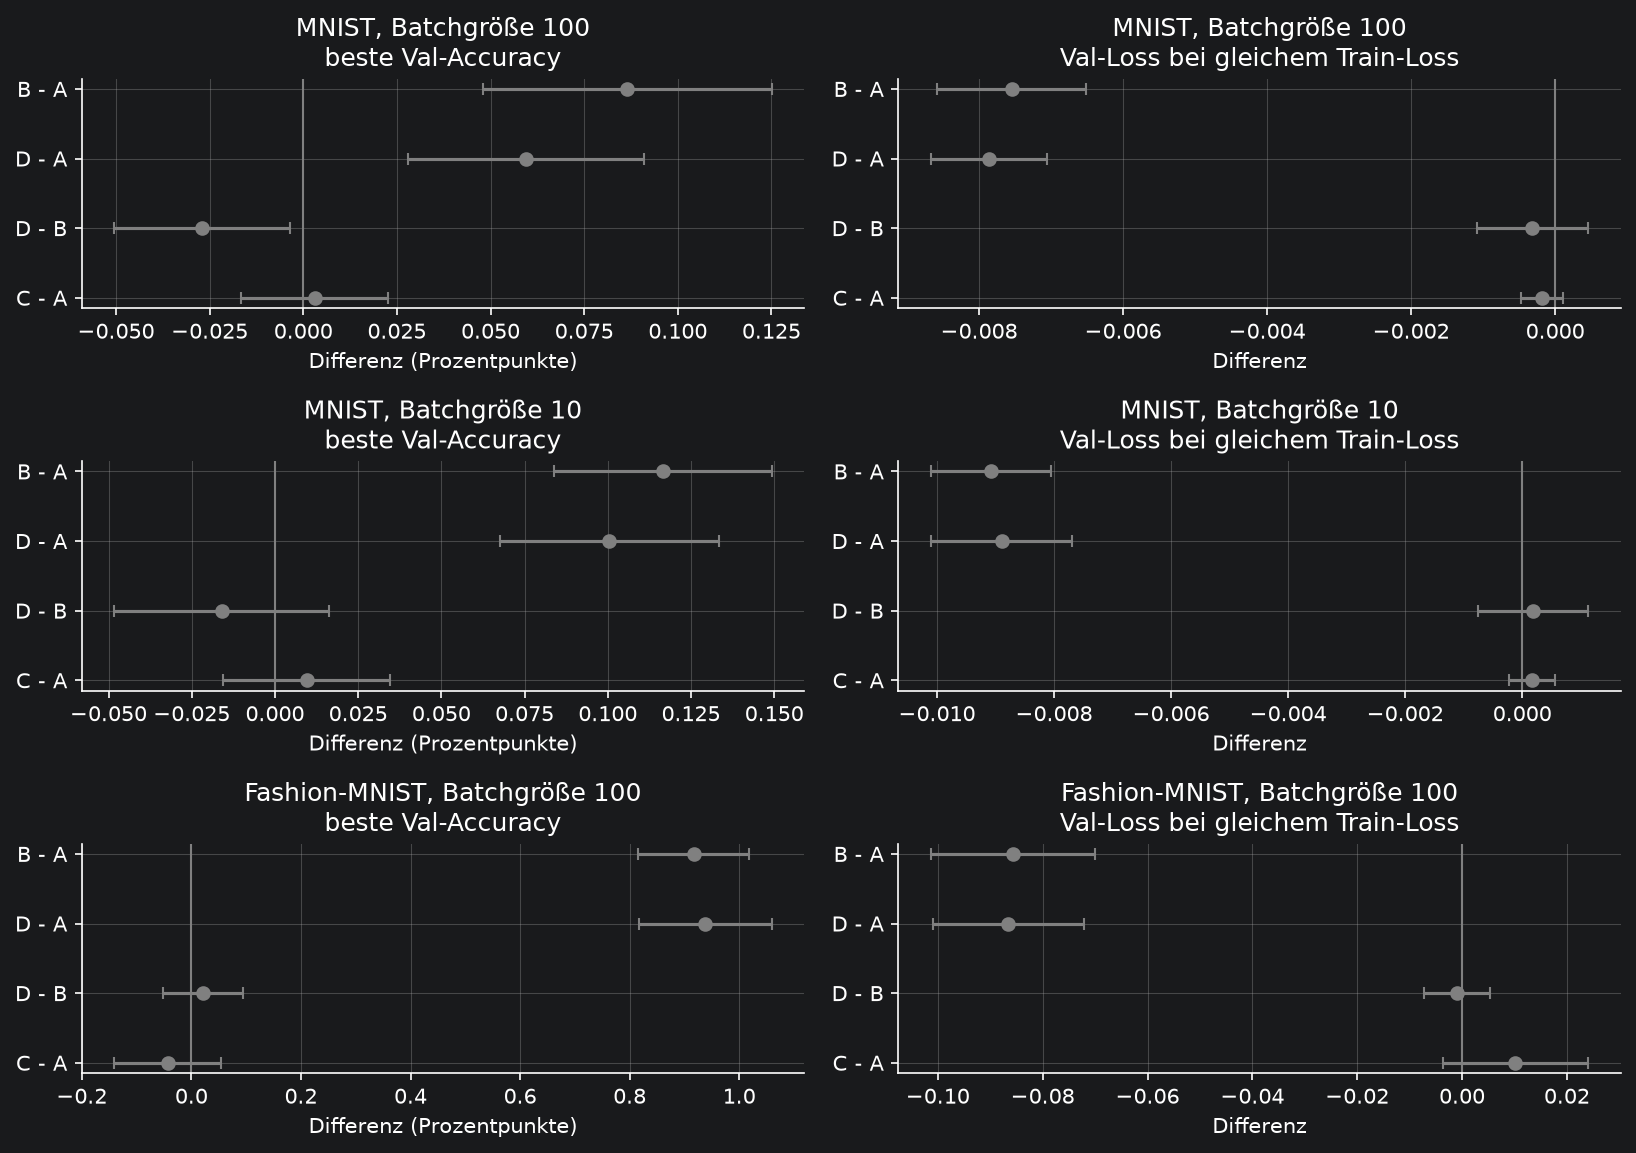 MNIST, Batchgröße 100
beste Val-Accuracy
B - A
D - A
D - B
C - A
−0.050 −0.025 0.000 0.025 0.050 0.075 0.100 0.125
Differenz (Prozentpunkte)
MNIST, Batchgröße 100
Val-Loss bei gleichem Train-Loss
B - A
D - A
D - B
C - A
−0.008 −0.006 −0.004 −0.002 0.000
Differenz
MNIST, Batchgröße 10
beste Val-Accuracy
B - A
D - A
D - B
C - A
−0.050 −0.025 0.000 0.025 0.050 0.075 0.100 0.125 0.150
Differenz (Prozentpunkte)
MNIST, Batchgröße 10
Val-Loss bei gleichem Train-Loss
B - A
D - A
D - B
C - A
−0.010 −0.008 −0.006 −0.004 −0.002 0.000
Differenz
Fashion-MNIST, Batchgröße 100
beste Val-Accuracy
B - A
D - A
D - B
C - A
−0.2 0.0 0.2 0.4 0.6 0.8 1.0
Differenz (Prozentpunkte)
Fashion-MNIST, Batchgröße 100
Val-Loss bei gleichem Train-Loss
B - A
D - A
D - B
C - A
−0.10 −0.08 −0.06 −0.04 −0.02 0.00 0.02
Differenz